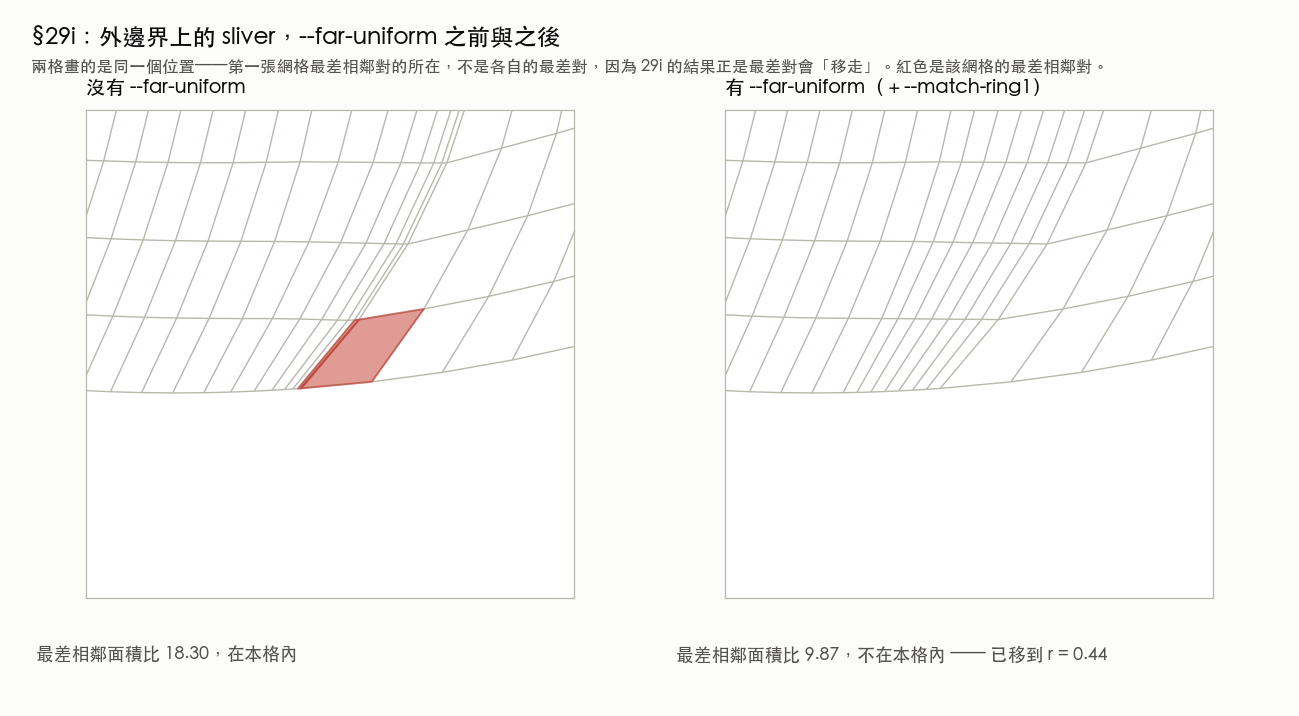 §29i：外邊界上的 sliver，--far-uniform 之前與之後
兩格畫的是同一個位置——第一張網格最差相鄰對的所在，不是各自的最差對，因為 29i 的結果正是最差對會「移走」。紅色是該網格的最差相鄰對。
沒有 --far-uniform
有 --far-uniform（＋--match-ring1）
最差相鄰面積比 18.30，在本格內
最差相鄰面積比 9.87，不在本格內 —— 已移到 r = 0.44